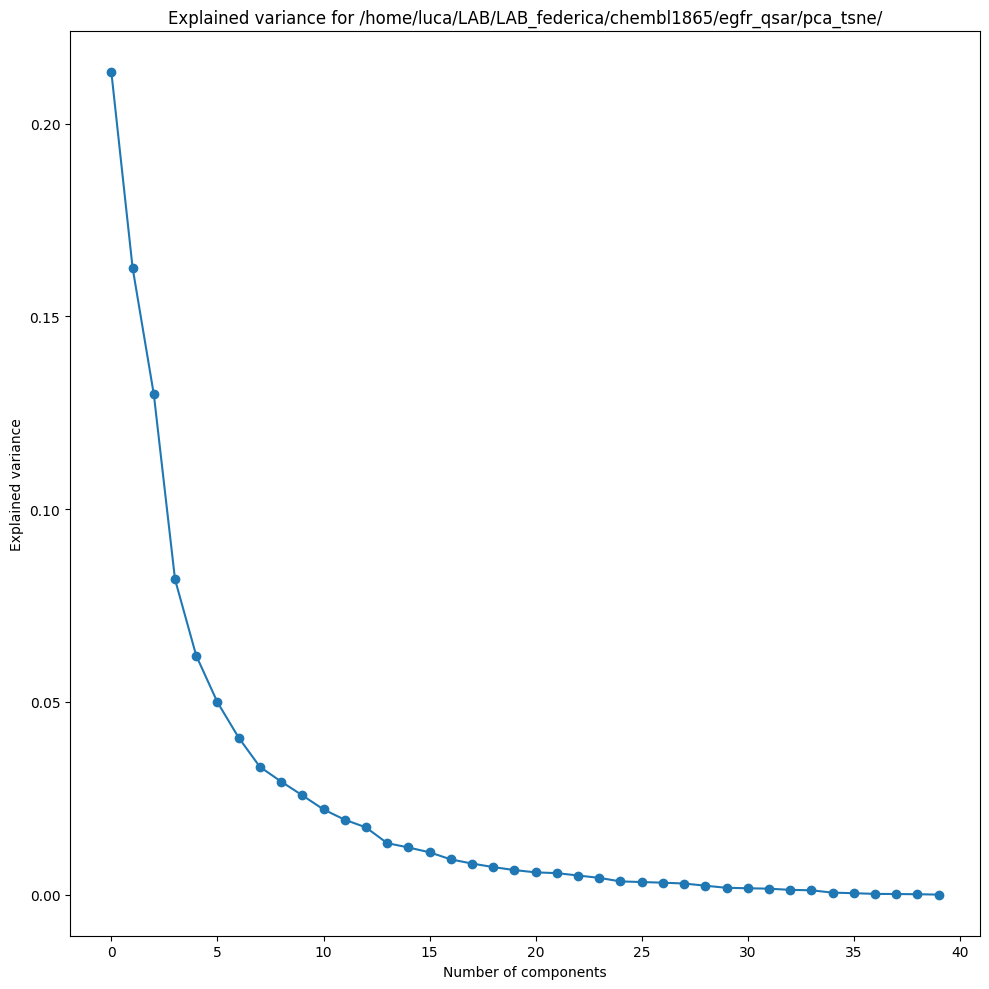 Explained variance for /home/luca/LAB/LAB_federica/chembl1865/egfr_qsar/pca_tsne/
Explained variance
0.20
0.15
0.10
0.05
0.00
0 5 10 15 20 25 30 35 40
Number of components